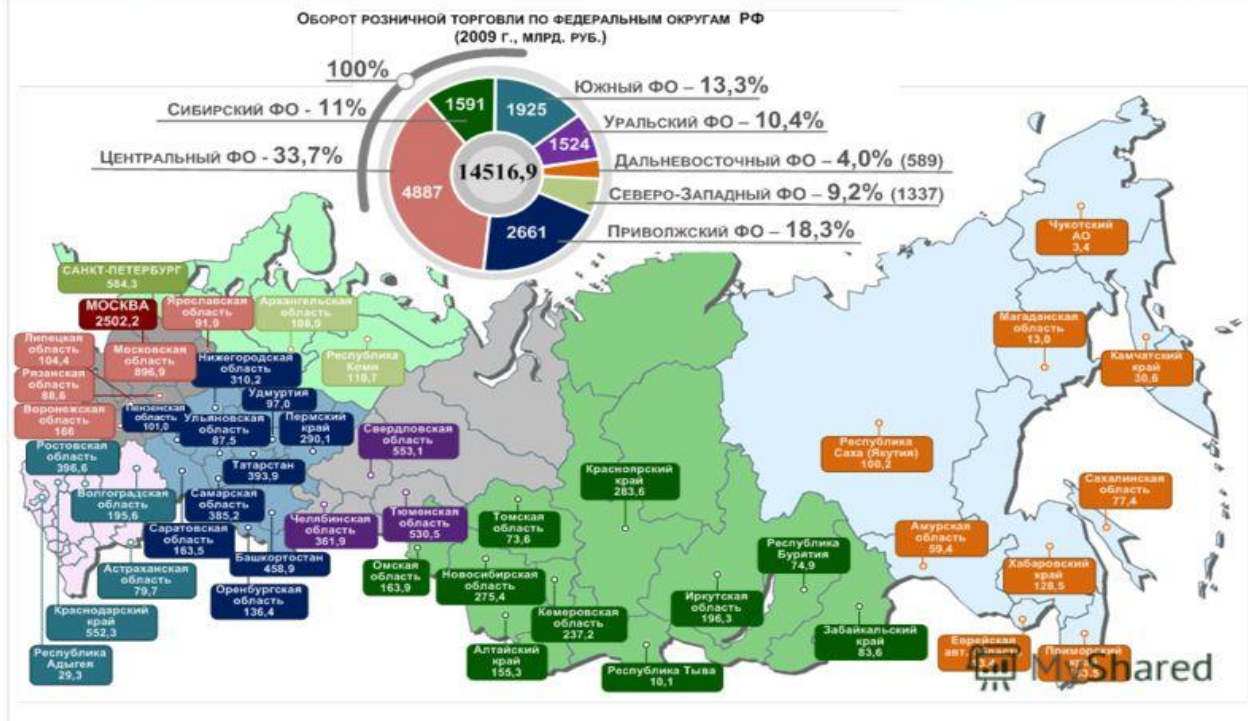 Оборот розничной торговли по федеральным округам РФ
(2009 г., млрд. руб.)
100%
Сибирский ФО - 11%
Центральный ФО - 33,7%
1591
1925
1524
4887
14516,9
2661
Южный ФО – 13,3%
Уральский ФО – 10,4%
Дальневосточный ФО – 4,0% (589)
Северо-Западный ФО – 9,2% (1337)
Приволжский ФО – 18,3%
САНКТ-ПЕТЕРБУРГ
584,3
МОСКВА
2502,2
Ярославская
область
91,9
Архангельская
область
108,9
Липецкая
область
104,4
Московская
область
896,9
Нижегородская
область
310,2
Республика
Коми
110,7
Рязанская
область
88,6
Воронежская
область
166
Пензенская
область
101,0
Ульяновская
область
87,5
Удмуртия
97,0
Пермский
край
290,1
Свердловская
область
553,1
Ростовская
область
396,6
Татарстан
393,9
Волгоградская
область
195,6
Самарская
область
385,2
Челябинская
область
361,9
Тюменская
область
530,5
Саратовская
область
163,5
Башкортостан
458,9
Астраханская
область
79,7
Оренбургская
область
136,4
Краснодарский
край
552,3
Республика
Адыгея
29,3
Красноярский
край
283,6
Томская
область
73,6
Омская
область
163,9
Новосибирская
область
275,4
Кемеровская
область
237,2
Алтайский
край
155,3
Республика Тыва
10,1
Иркутская
область
196,3
Республика
Бурятия
74,9
Забайкальский
край
83,6
Чукотский
АО
3,4
Магаданская
область
13,0
Камчатский
край
30,6
Республика
Саха (Якутия)
100,2
Сахалинская
область
77,4
Амурская
область
59,4
Хабаровский
край
128,5
Еврейская
авт. область
Приморский
край
MyShared